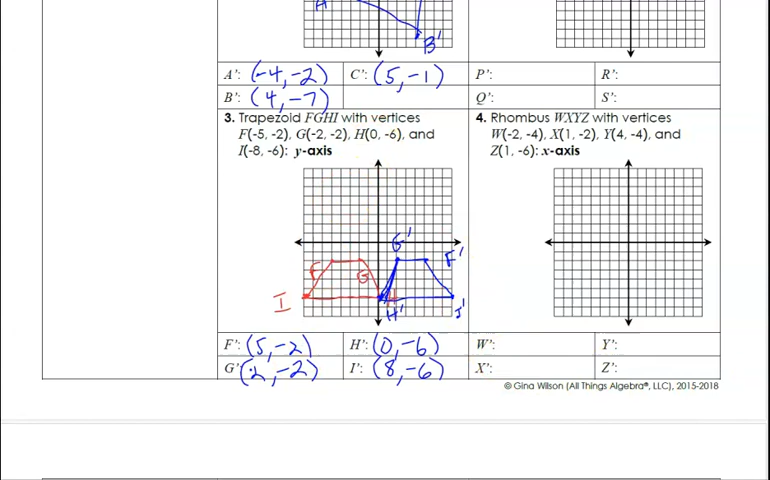 A
B'
A': (-4,-2) C': (5,-1) P': R':
B': (4,-7) Q': S':
3. Trapezoid FGHI with vertices
F(-5, -2), G(-2, -2), H(0, -6), and
I(-8, -6): y-axis
4. Rhombus WXYZ with vertices
W(-2, -4), X(1, -2), Y(4, -4), and
Z(1, -6): x-axis
G'
F G F'
I H H' I'
F': (5,-2) H': (0,-6) W': Y':
G' (2,-2) I': (8,-6) X': Z':
© Gina Wilson (All Things Algebra®, LLC), 2015-2018